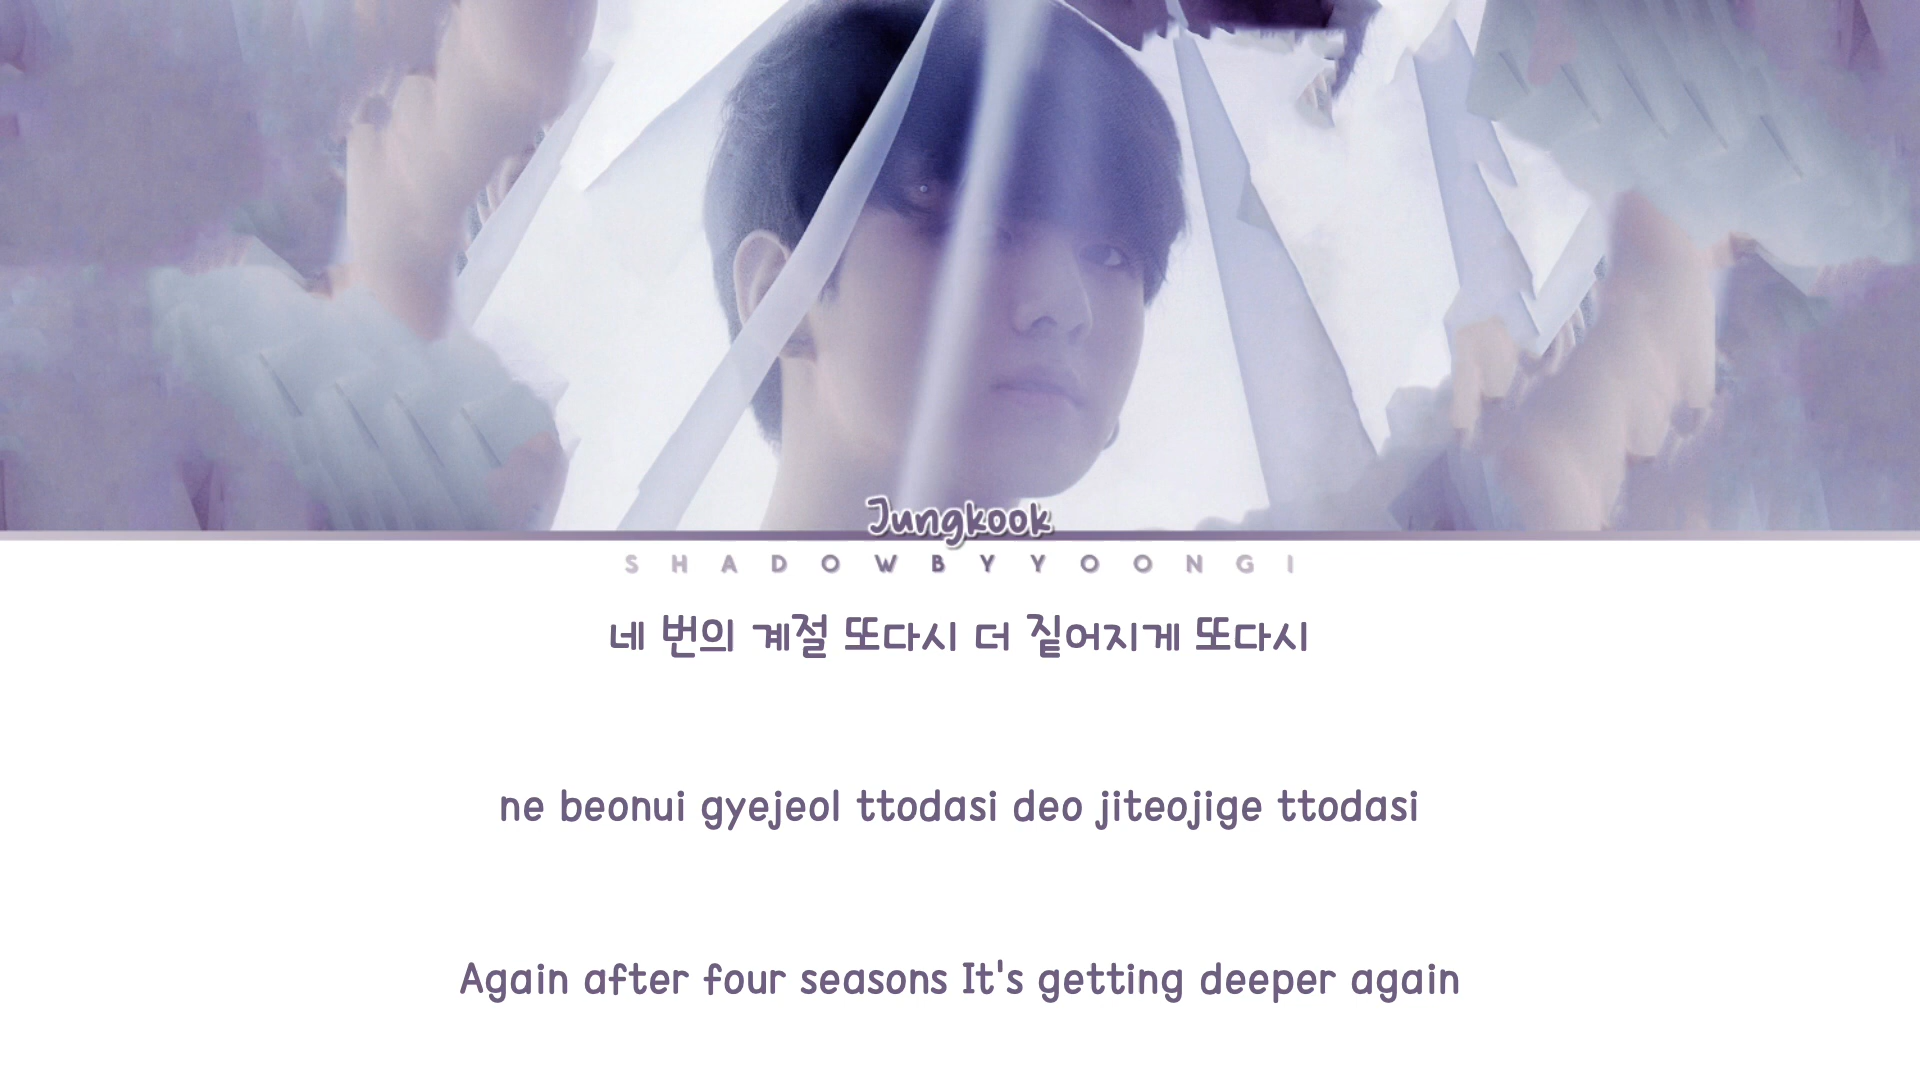 Jungkook
SHADOWBYYOONGI
네 번의 계절 또다시 더 짙어지게 또다시
ne beonui gyejeol ttodasi deo jiteojige ttodasi
Again after four seasons It's getting deeper again